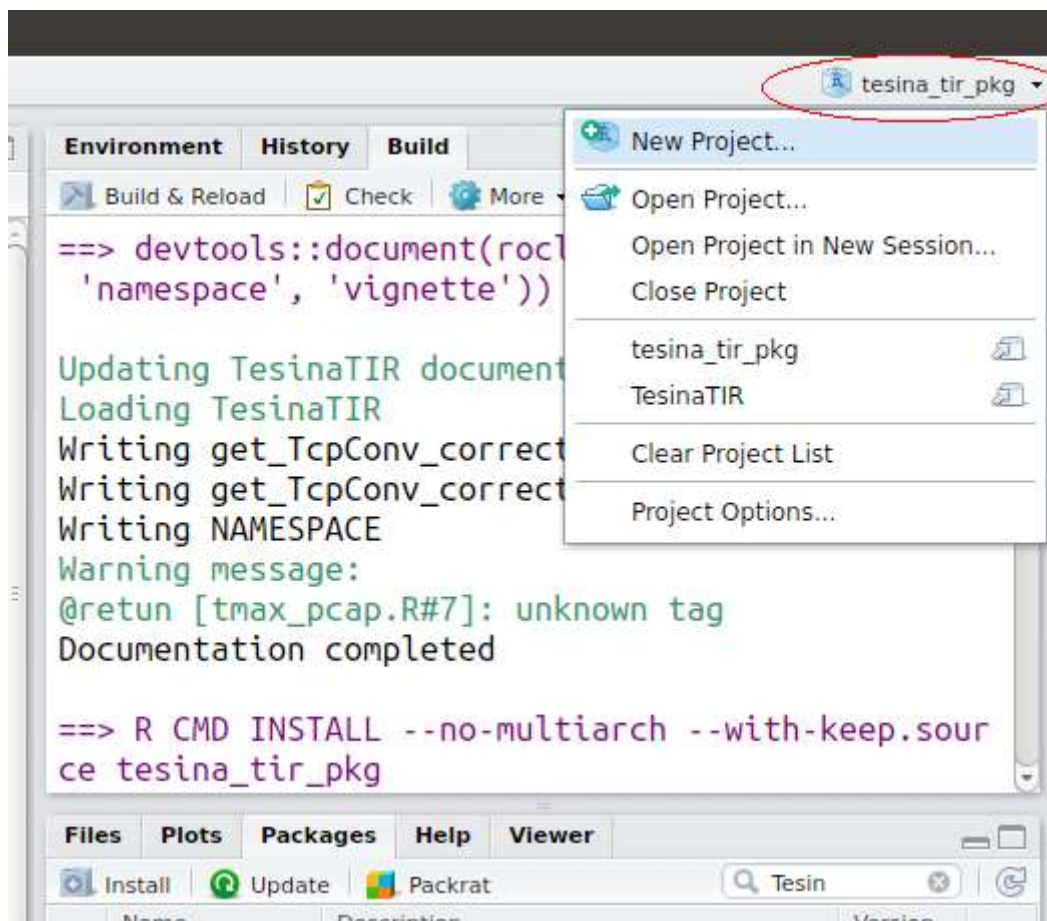 tesina_tir_pkg
Environment History Build
Build & Reload Check More
New Project...
Open Project...
Open Project in New Session...
Close Project
tesina_tir_pkg
TesinaTIR
Clear Project List
Project Options...
==> devtools::document(rocl
'namespace', 'vignette'))
Updating TesinaTIR document
Loading TesinaTIR
Writing get_TcpConv_correct
Writing get_TcpConv_correct
Writing NAMESPACE
Warning message:
@retun [tmax_pcap.R#7]: unknown tag
Documentation completed
==> R CMD INSTALL --no-multiarch --with-keep.sour
ce tesina_tir_pkg
Files Plots Packages Help Viewer
Install Update Packrat Tesin
Name Description Version